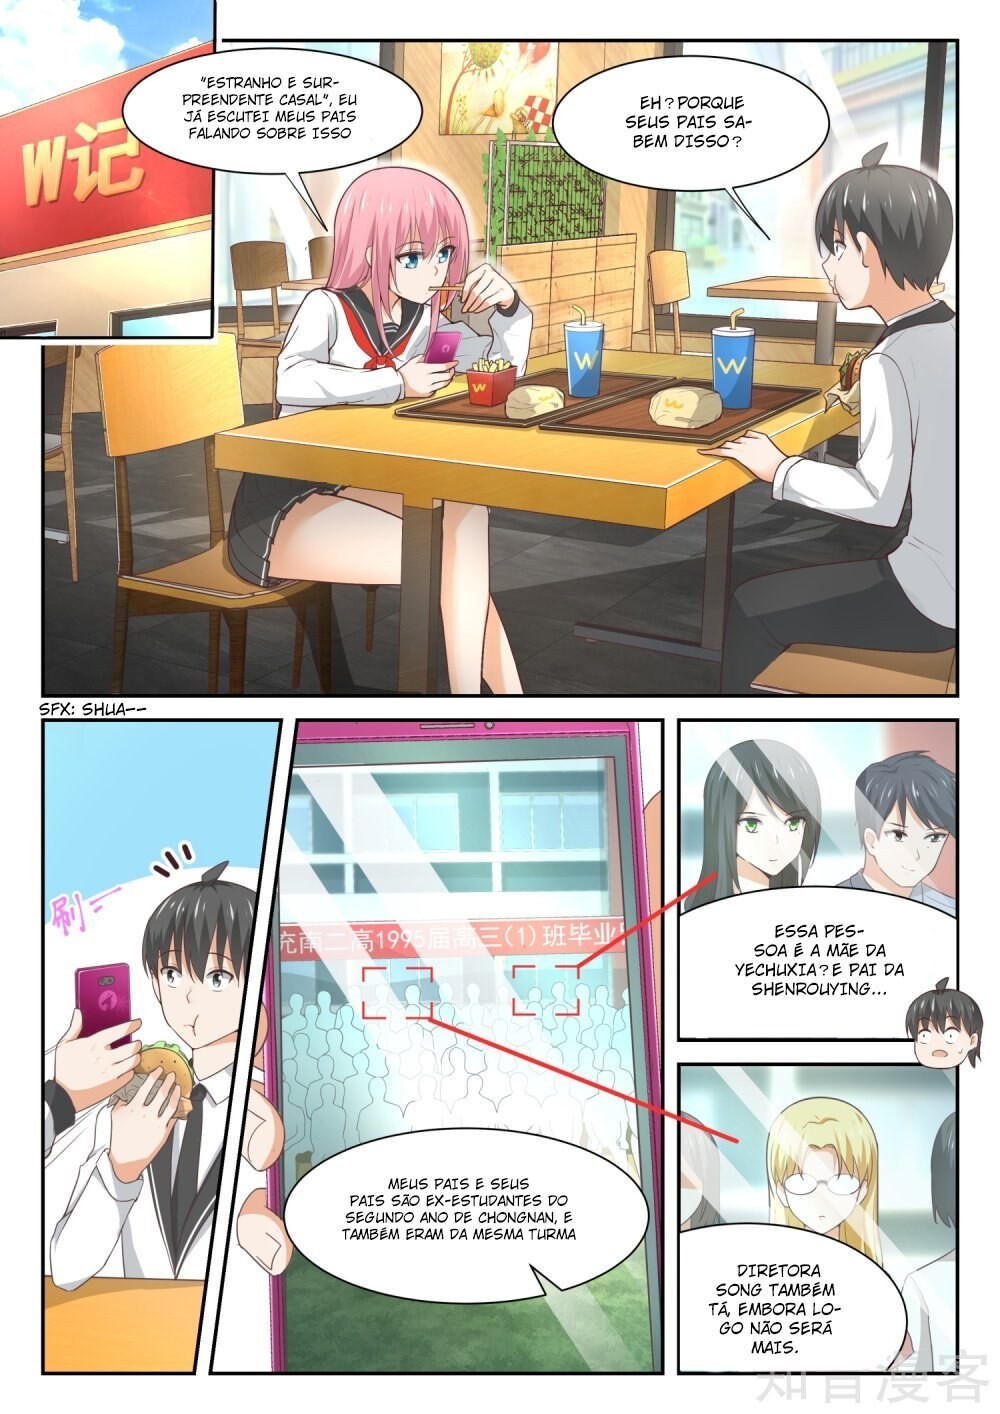 W记
"ESTRANHO E SUR-
PREENDENTE CASAL", EU
JÁ ESCUTEI MEUS PAIS
FALANDO SOBRE ISSO
EH?PORQUE
SEUS PAIS SA-
BEM DISSO?
W
W
W
W
SFX: SHUA--
刷
充南二高1995届高三(1)班毕业
ESSA PES-
SOA É A MÃE DA
YECHUXIA?E PAI DA
SHENROUYING...
MEUS PAIS E SEUS
PAIS SÃO EX-ESTUDANTES DO
SEGUNDO ANO DE CHONGNAN, E
TAMBÉM ERAM DA MESMA TURMA
DIRETORA
SONG TAMBÉM
TÁ, EMBORA LO-
GO NÃO SERÁ
MAIS.
知音漫客